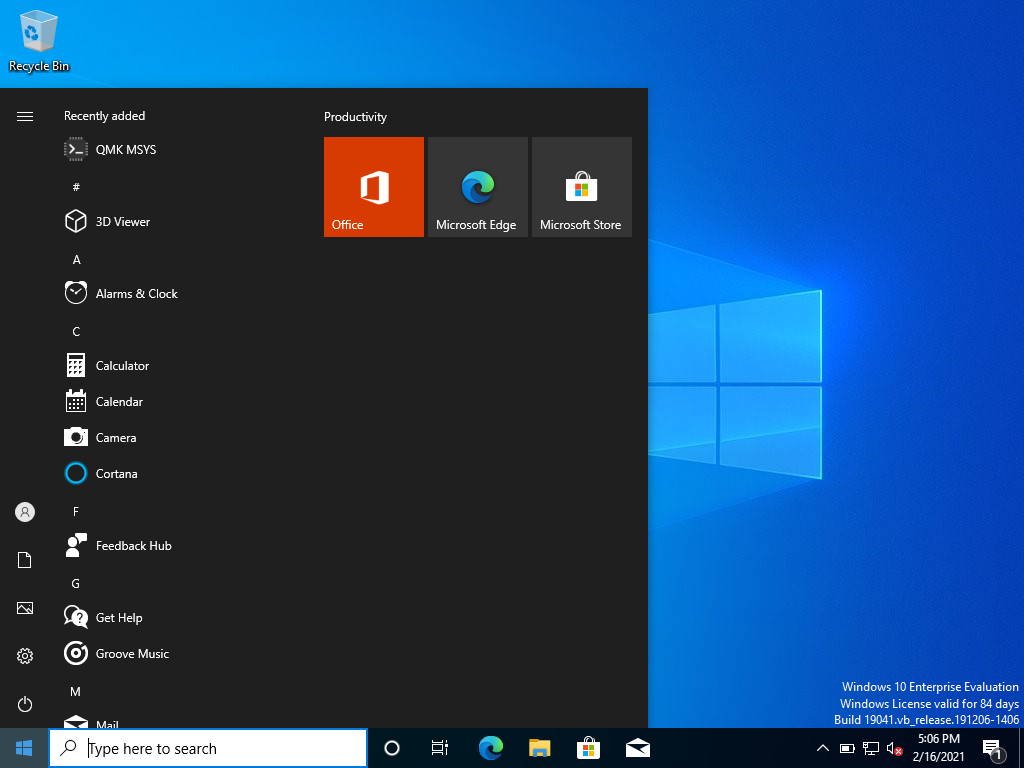 Recycle Bin
Recently added
QMK MSYS
#
3D Viewer
A
Alarms & Clock
C
Calculator
Calendar
Camera
Cortana
F
Feedback Hub
G
Get Help
Groove Music
M
Mail
Productivity
Office
Microsoft Edge
Microsoft Store
Windows 10 Enterprise Evaluation
Windows License valid for 84 days
Build 19041.vb_release.191206-1406
Type here to search
5:06 PM
2/16/2021
1